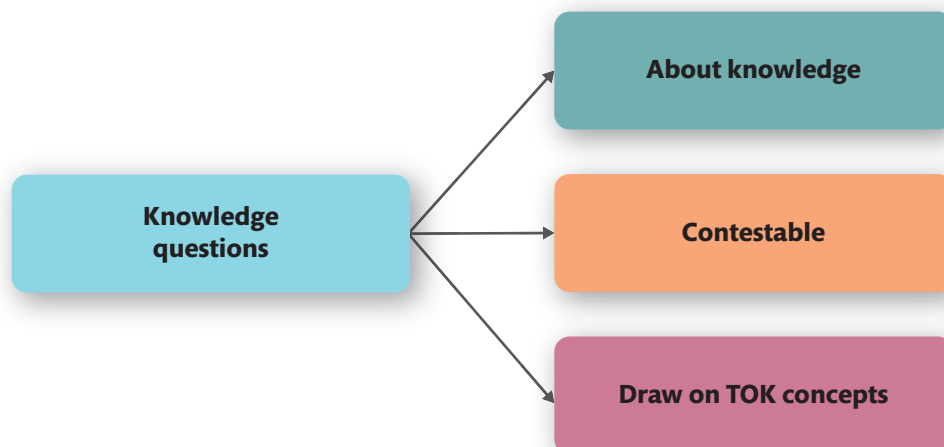 Knowledge
questions
About knowledge
Contestable
Draw on TOK concepts